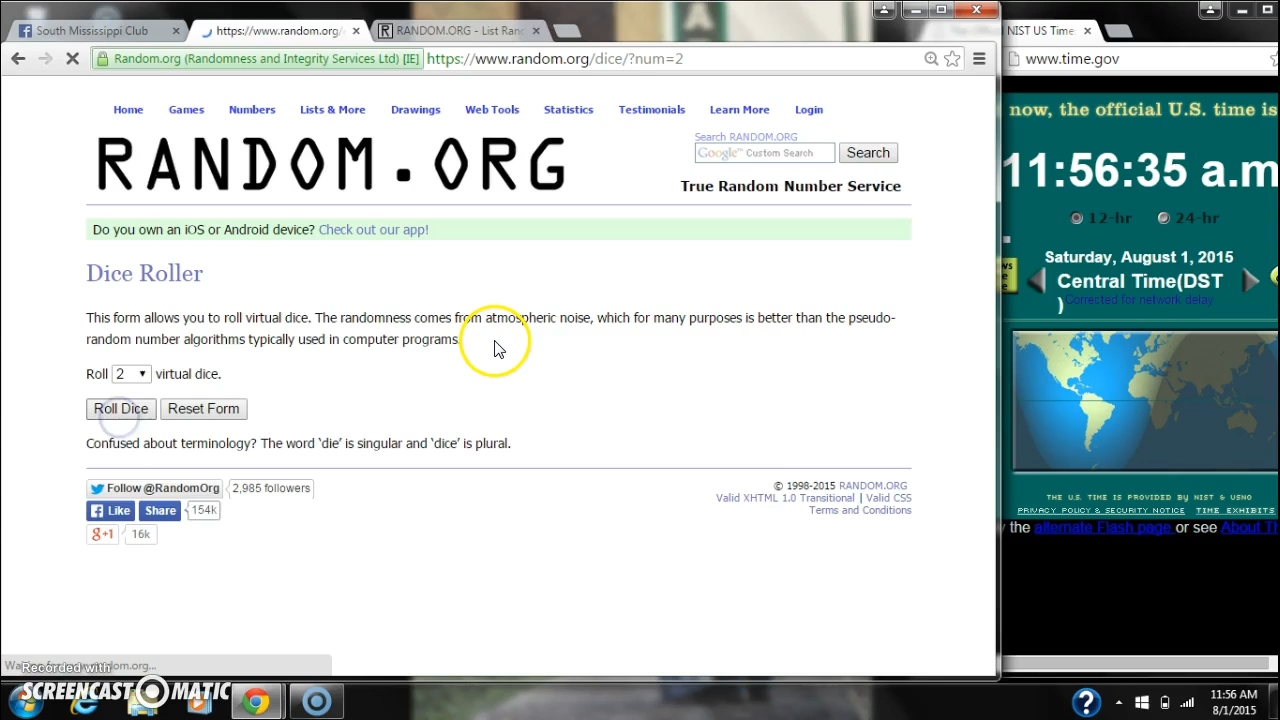 South Mississippi Club
https://www.random.org/
RANDOM.ORG - List Ran
NIST US Time
Random.org (Randomness and Integrity Services Ltd) [IE]
https://www.random.org/dice/?num=2
www.time.gov
Home
Games
Numbers
Lists & More
Drawings
Web Tools
Statistics
Testimonials
Learn More
Login
RANDOM.ORG
Search RANDOM.ORG
Google™ Custom Search
Search
True Random Number Service
Do you own an iOS or Android device? Check out our app!
Dice Roller
This form allows you to roll virtual dice. The randomness comes from atmospheric noise, which for many purposes is better than the pseudo-
random number algorithms typically used in computer programs.
Roll 2 virtual dice.
Roll Dice
Reset Form
Confused about terminology? The word 'die' is singular and 'dice' is plural.
Follow @RandomOrg
2,985 followers
Like
Share
154k
g+1
16k
© 1998-2015 RANDOM.ORG
Valid XHTML 1.0 Transitional | Valid CSS
Terms and Conditions
now, the official U.S. time is
11:56:35 a.m
12-hr
24-hr
Saturday, August 1, 2015
Central Time(DST
)
Corrected for network delay
THE U.S. TIME IS PROVIDED BY NIST & USNO
PRIVACY POLICY & SECURITY NOTICE
TIME EXHIBITS
the alternate Flash page or see About
Recorded with
SCREENCAST-O-MATIC
11:56 AM
8/1/2015